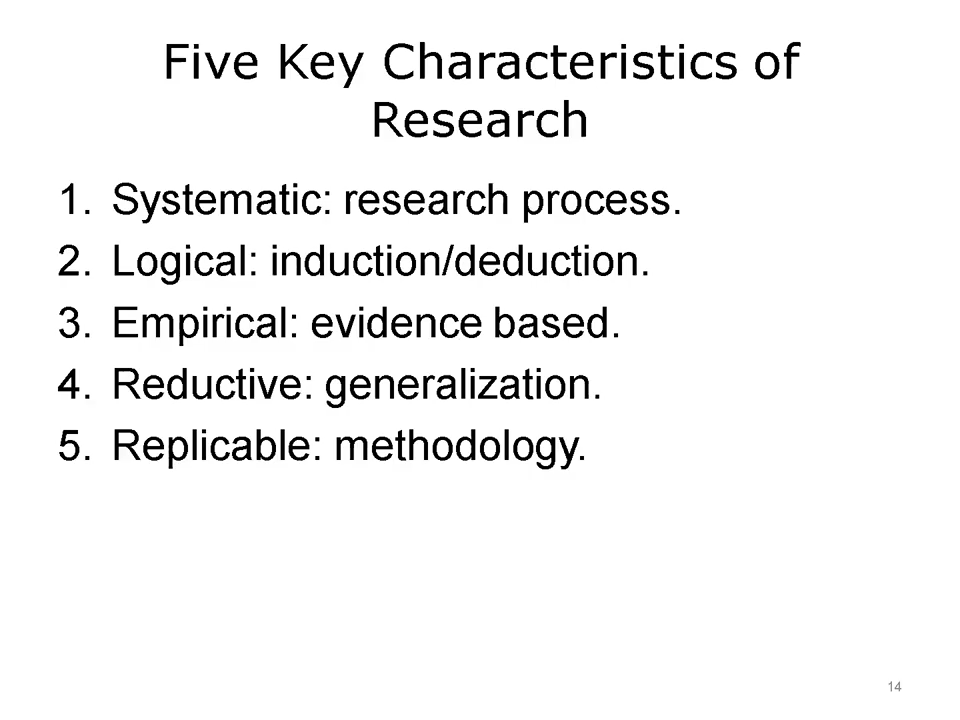 Five Key Characteristics of
Research
1. Systematic: research process.
2. Logical: induction/deduction.
3. Empirical: evidence based.
4. Reductive: generalization.
5. Replicable: methodology.
14